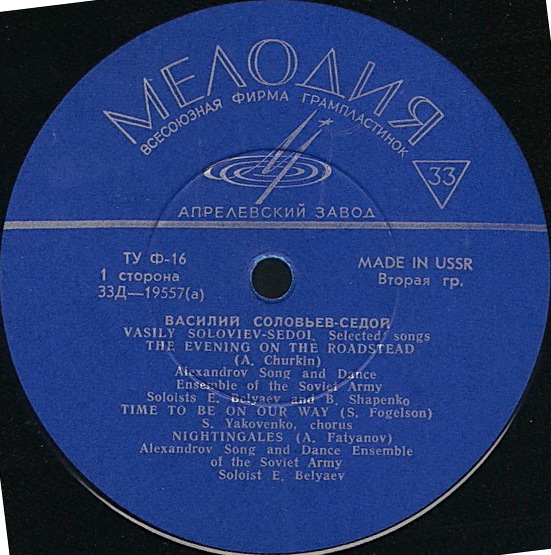 МЕЛОДИЯ
ВСЕСОЮЗНАЯ ФИРМА ГРАМПЛАСТИНОК
33
АПРЕЛЕВСКИЙ ЗАВОД
ТУ Ф-16
1 сторона
33Д—19557(а)
MADE IN USSR
Вторая гр.
ВАСИЛИЙ СОЛОВЬЕВ-СЕДОЙ
VASILY SOLOVIEV-SEDOI. Selected songs
THE EVENING ON THE ROADSTEAD
(A. Churkin)
Alexandrov Song and Dance
Ensemble of the Soviet Army
Soloists E. Belyaev and B. Shapenko
TIME TO BE ON OUR WAY (S. Fogelson)
S. Yakovenko, chorus
NIGHTINGALES (A. Fatyanov)
Alexandrov Song and Dance Ensemble
of the Soviet Army
Soloist E. Belyaev